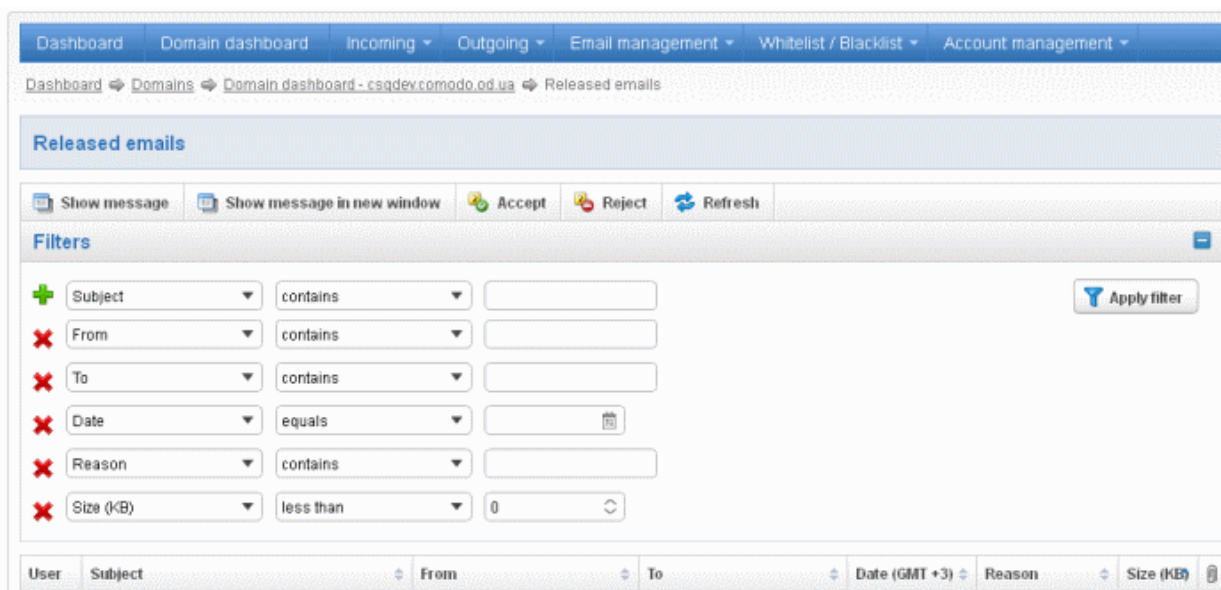 Dashboard Domain dashboard Incoming Outgoing Email management Whitelist / Blacklist Account management
Dashboard Domains Domain dashboard - csqdev.comodo.od.ua Released emails
Released emails
Show message Show message in new window Accept Reject Refresh
Filters
Subject contains Apply filter
From contains
To contains
Date equals
Reason contains
Size (KB) less than 0
User Subject From To Date (GMT +3) Reason Size (KB)